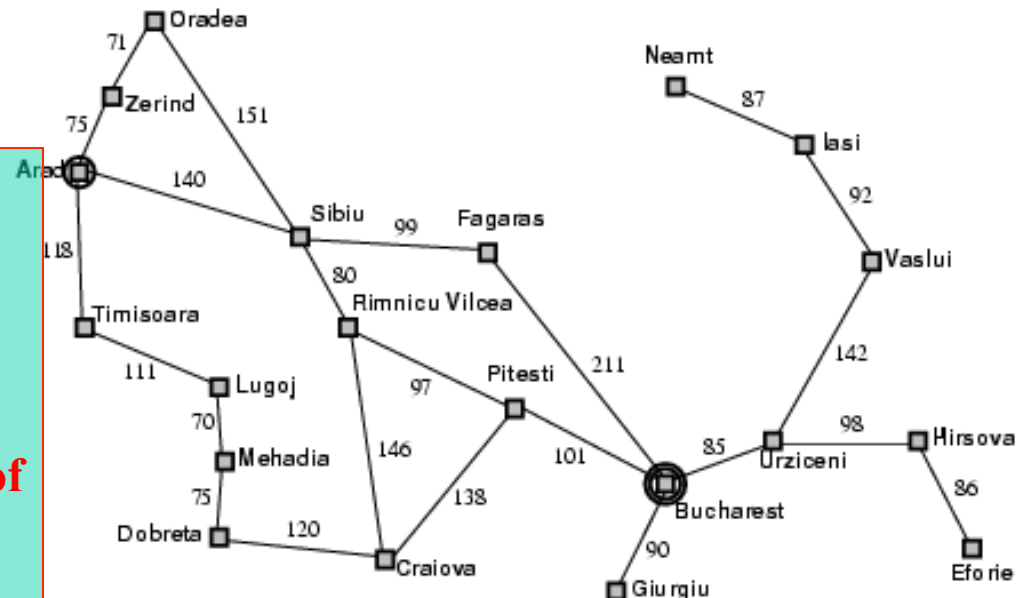 Oradea
71
Neamt
Zerind
87
151
Iasi
75
Arad
140
92
Sibiu
Fagaras
99
118
80
Vaslui
Rimnicu Vilcea
Timisoara
142
111
211
Lugoj
97
Pitesti
70
98
Hirsova
85
146
Mehadia
101
Urziceni
of
138
86
75
Bucharest
Dobreta
120
90
Craiova
Eforie
Giurgiu